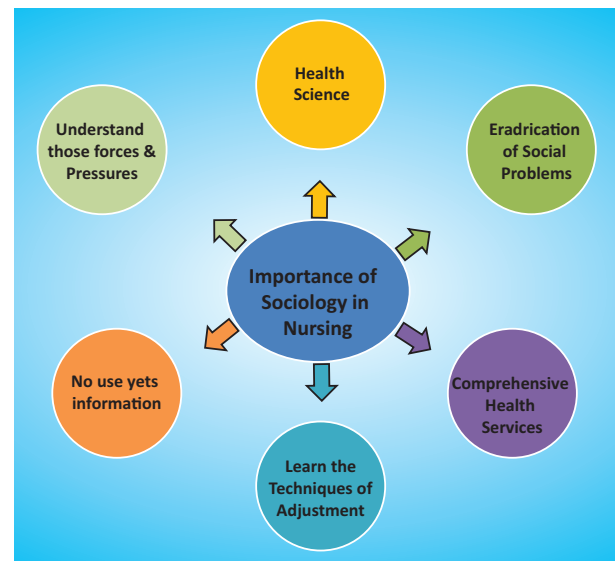 Health
Science
Understand
those forces &
Pressures
Eradrication
of Social
Problems
Importance of
Sociology in
Nursing
No use yets
information
Comprehensive
Health
Services
Learn the
Techniques of
Adjustment